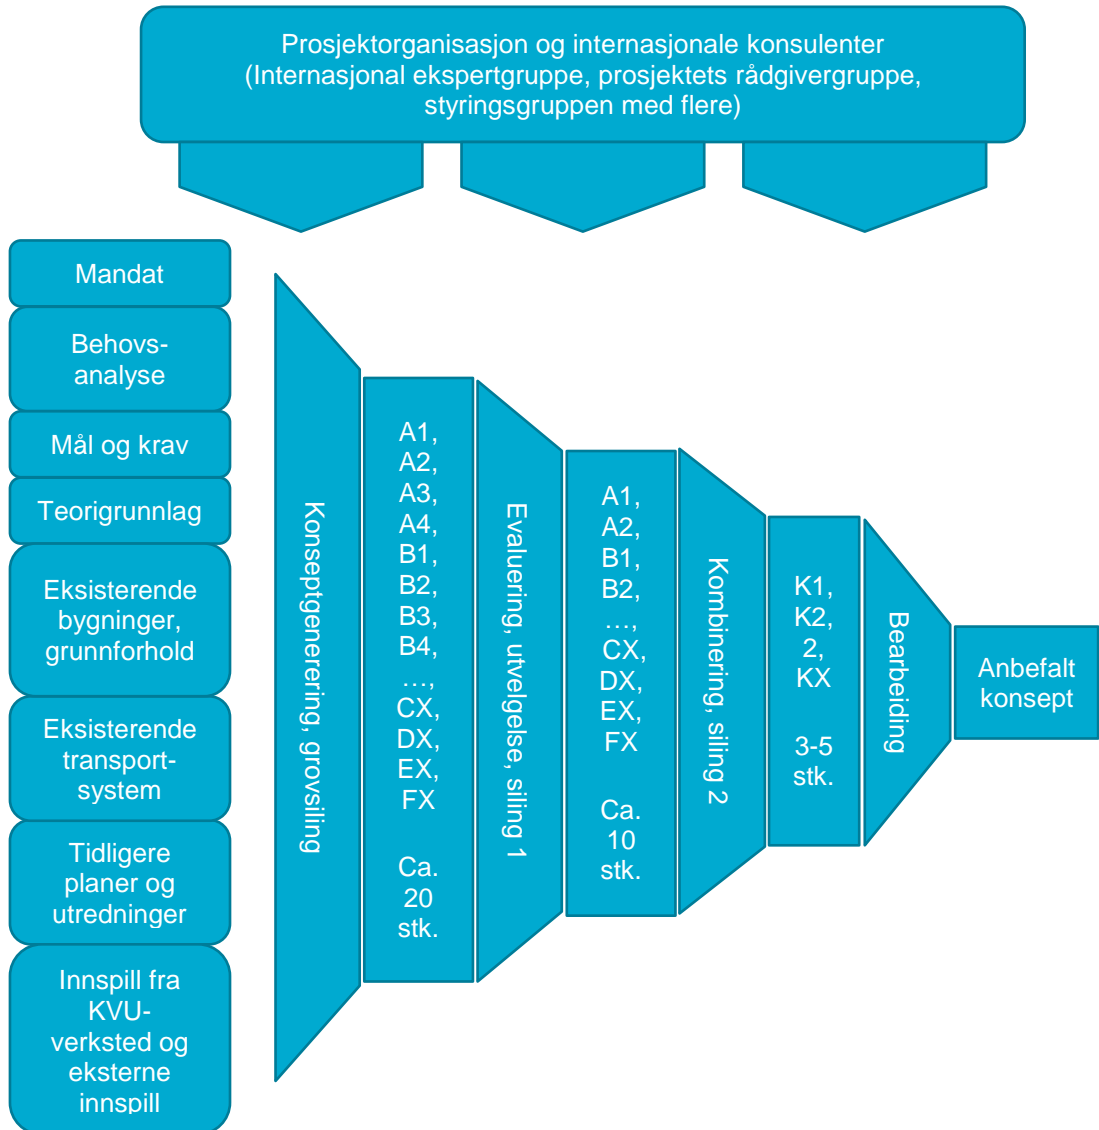 Prosjektorganisasjon og internasjonale konsulenter
(Internasjonal ekspertgruppe, prosjektets rådgivergruppe,
styringsgruppen med flere)
Mandat
Behovs-
analyse
Mål og krav
Teorigrunnlag
Eksisterende
bygninger,
grunnforhold
Eksisterende
transport-
system
Tidligere
planer og
utredninger
Innspill fra
KVU-
verksted og
eksterne
innspill
Konseptgenerering, grovsiling
A1,
A2,
A3,
A4,
B1,
B2,
B3,
B4,
…,
CX,
DX,
EX,
FX
Ca.
20
stk.
Evaluering, utvelgelse, siling 1
A1,
A2,
B1,
B2,
…,
CX,
DX,
EX,
FX
Ca.
10
stk.
Kombinering, siling 2
K1,
K2,
2,
KX
3-5
stk.
Bearbeiding
Anbefalt
konsept